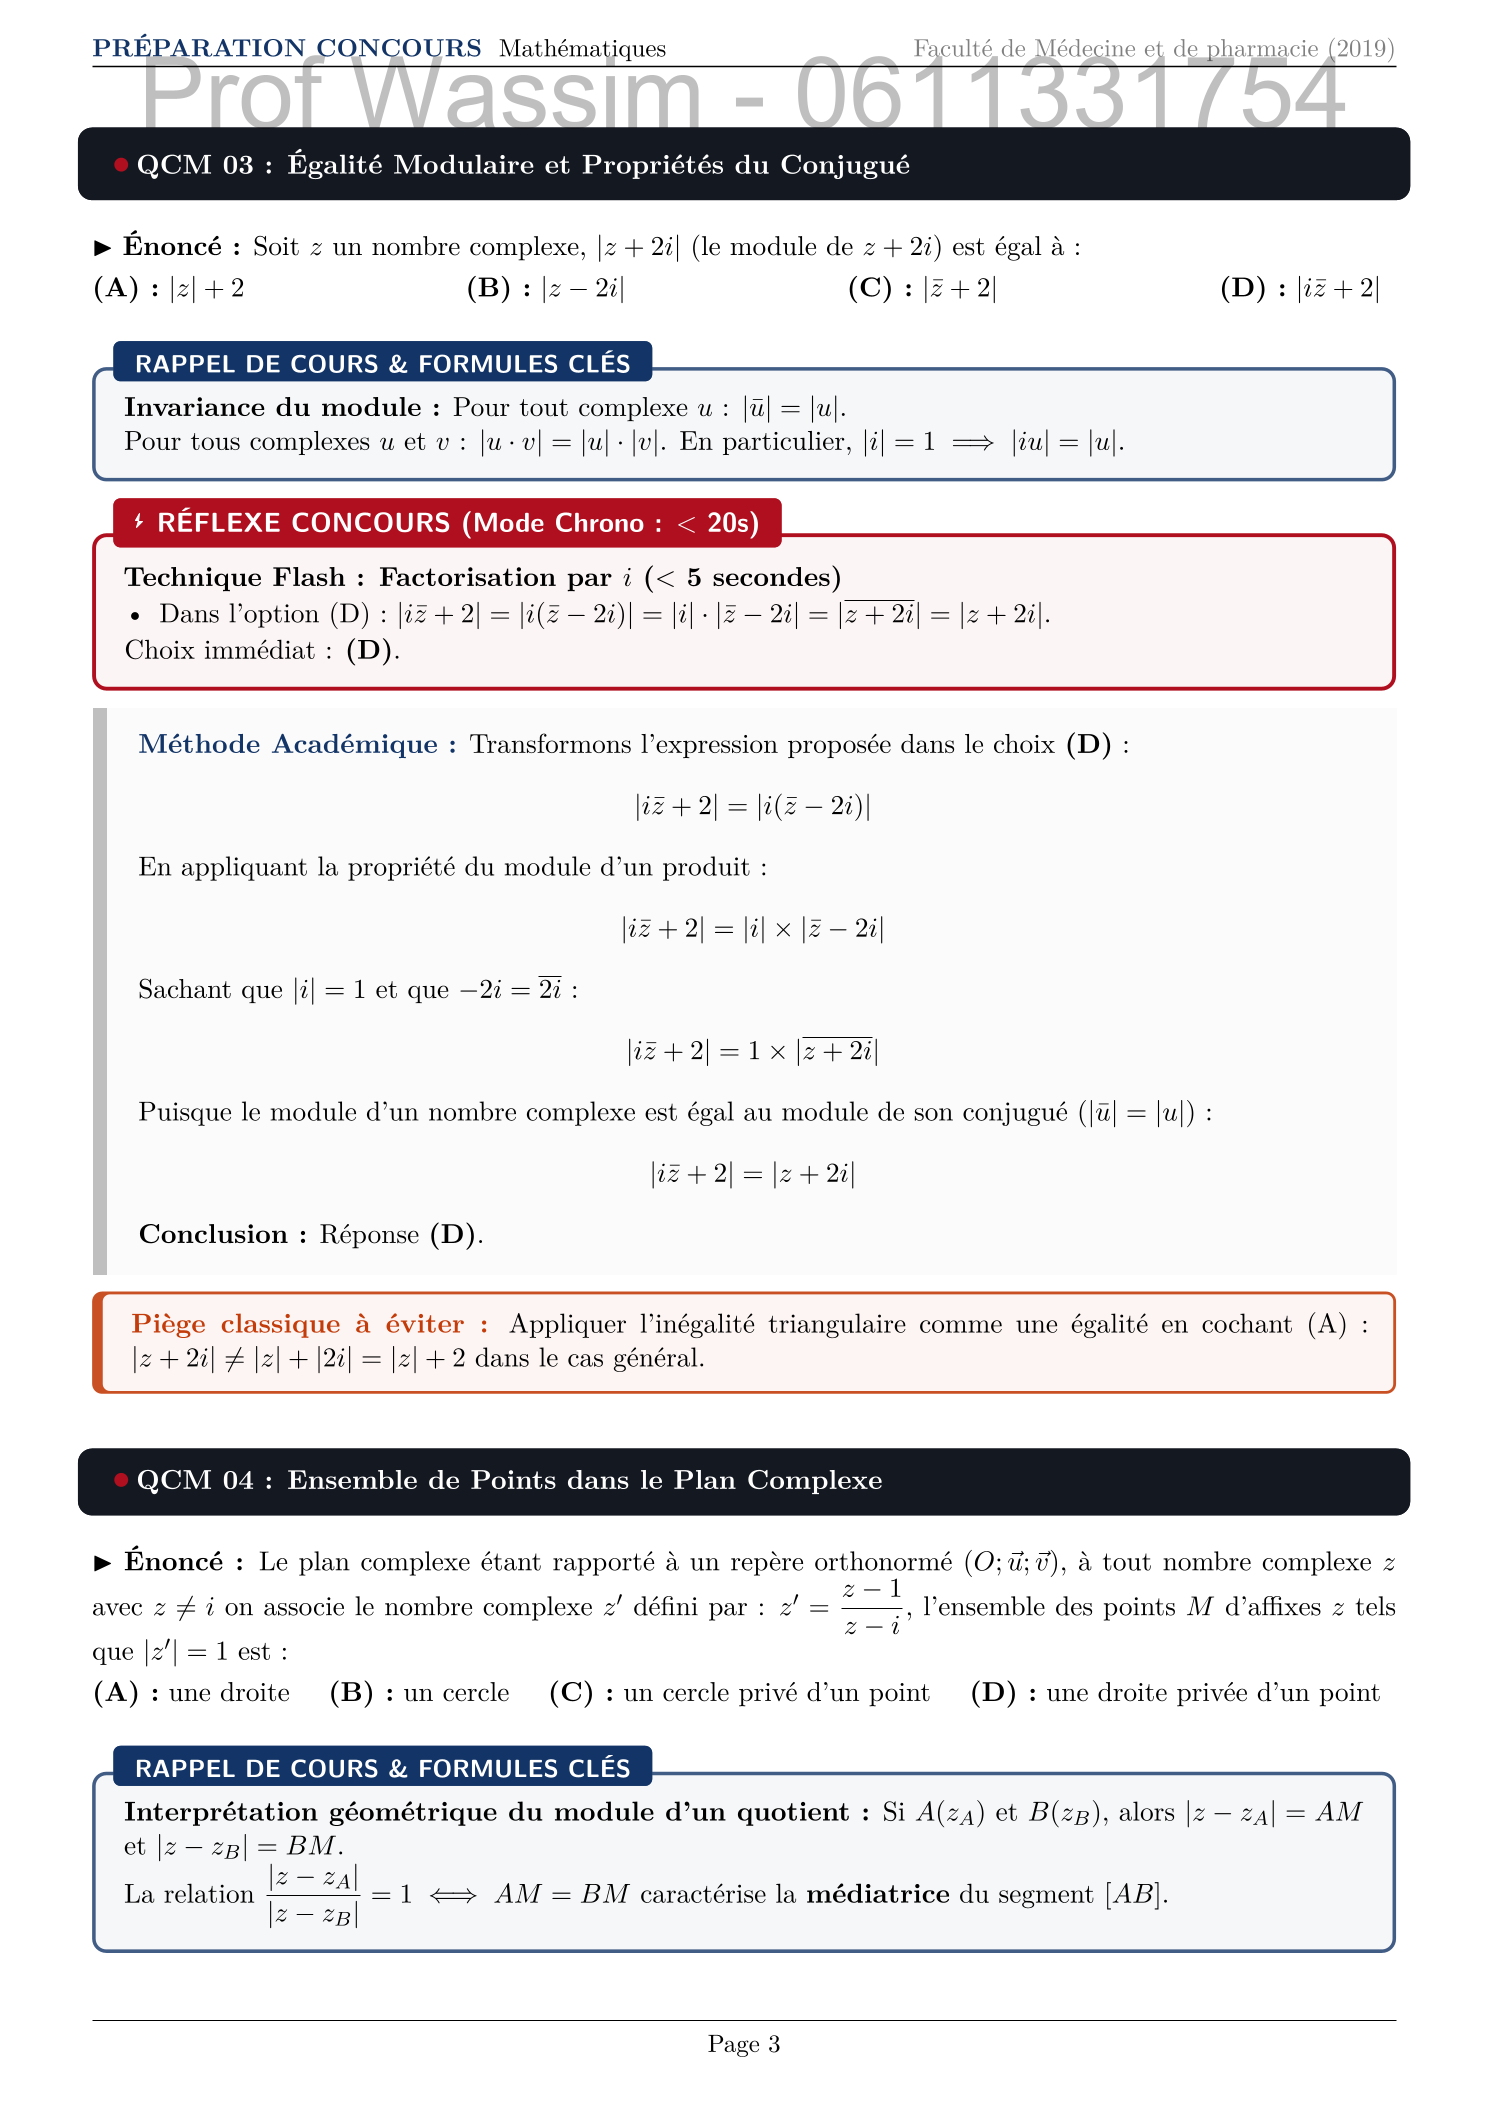 PRÉPARATION CONCOURS Mathématiques Faculté de Médecine et de pharmacie (2019)
Prof Wassim - 0611331754
QCM 03 : Égalité Modulaire et Propriétés du Conjugué
▶ Énoncé : Soit z un nombre complexe, |z + 2i| (le module de z + 2i) est égal à :
(A) : |z| + 2 (B) : |z − 2i| (C) : |z̄ + 2| (D) : |iz̄ + 2|
RAPPEL DE COURS & FORMULES CLÉS
Invariance du module : Pour tout complexe u : |ū| = |u|.
Pour tous complexes u et v : |u · v| = |u| · |v|. En particulier, |i| = 1 ⟹ |iu| = |u|.
RÉFLEXE CONCOURS (Mode Chrono : < 20s)
Technique Flash : Factorisation par i (< 5 secondes)
• Dans l'option (D) : |iz̄ + 2| = |i(z̄ − 2i)| = |i| · |z̄ − 2i| = |\overline{z + 2i}| = |z + 2i|.
Choix immédiat : (D).
Méthode Académique : Transformons l'expression proposée dans le choix (D) :
|iz̄ + 2| = |i(z̄ − 2i)|
En appliquant la propriété du module d'un produit :
|iz̄ + 2| = |i| × |z̄ − 2i|
Sachant que |i| = 1 et que −2i = \overline{2i} :
|iz̄ + 2| = 1 × |\overline{z + 2i}|
Puisque le module d'un nombre complexe est égal au module de son conjugué (|ū| = |u|) :
|iz̄ + 2| = |z + 2i|
Conclusion : Réponse (D).
Piège classique à éviter : Appliquer l'inégalité triangulaire comme une égalité en cochant (A) :
|z + 2i| ≠ |z| + |2i| = |z| + 2 dans le cas général.
QCM 04 : Ensemble de Points dans le Plan Complexe
▶ Énoncé : Le plan complexe étant rapporté à un repère orthonormé (O; u⃗; v⃗), à tout nombre complexe z
avec z ≠ i on associe le nombre complexe z′ défini par : z′ = \frac{z − 1}{z − i}, l'ensemble des points M d'affixes z tels
que |z′| = 1 est :
(A) : une droite (B) : un cercle (C) : un cercle privé d'un point (D) : une droite privée d'un point
RAPPEL DE COURS & FORMULES CLÉS
Interprétation géométrique du module d'un quotient : Si A(z_A) et B(z_B), alors |z − z_A| = AM
et |z − z_B| = BM.
La relation \frac{|z − z_A|}{|z − z_B|} = 1 ⟺ AM = BM caractérise la médiatrice du segment [AB].
Page 3